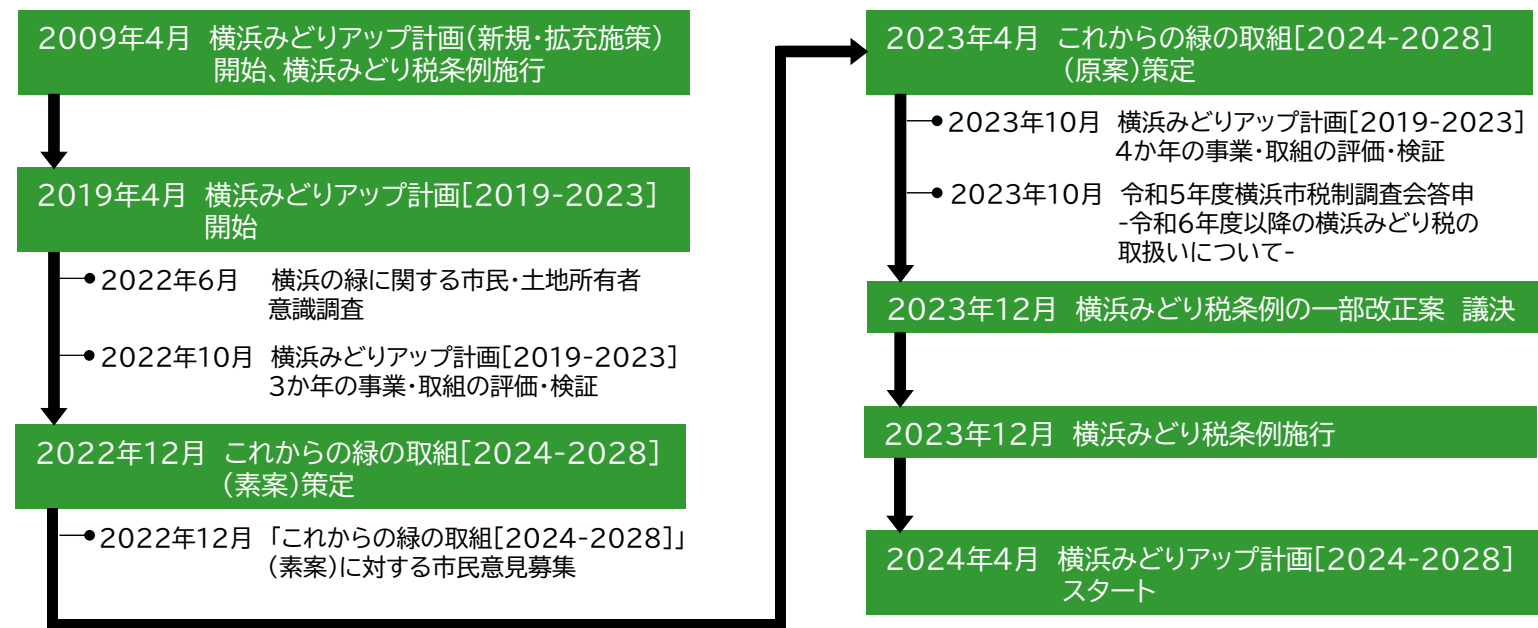 2009年4月 横浜みどりアップ計画(新規・拡充施策)
開始、横浜みどり税条例施行
2019年4月 横浜みどりアップ計画[2019-2023]
開始
2022年6月 横浜の緑に関する市民・土地所有者
意識調査
2022年10月 横浜みどりアップ計画[2019-2023]
3か年の事業・取組の評価・検証
2022年12月 これからの緑の取組[2024-2028]
(素案)策定
2022年12月 「これからの緑の取組[2024-2028]」
(素案)に対する市民意見募集
2023年4月 これからの緑の取組[2024-2028]
(原案)策定
2023年10月 横浜みどりアップ計画[2019-2023]
4か年の事業・取組の評価・検証
2023年10月 令和5年度横浜市税制調査会答申
-令和6年度以降の横浜みどり税の
取扱いについて-
2023年12月 横浜みどり税条例の一部改正案 議決
2023年12月 横浜みどり税条例施行
2024年4月 横浜みどりアップ計画[2024-2028]
スタート